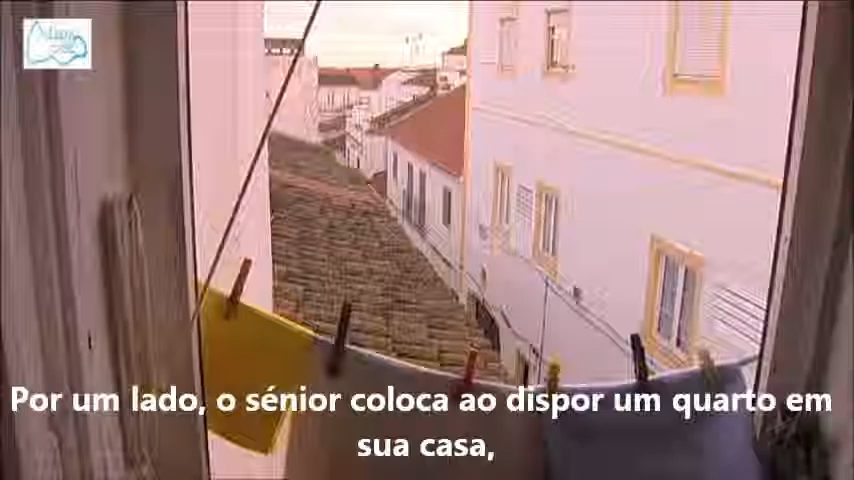 Por um lado, o sénior coloca ao dispor um quarto em
sua casa,